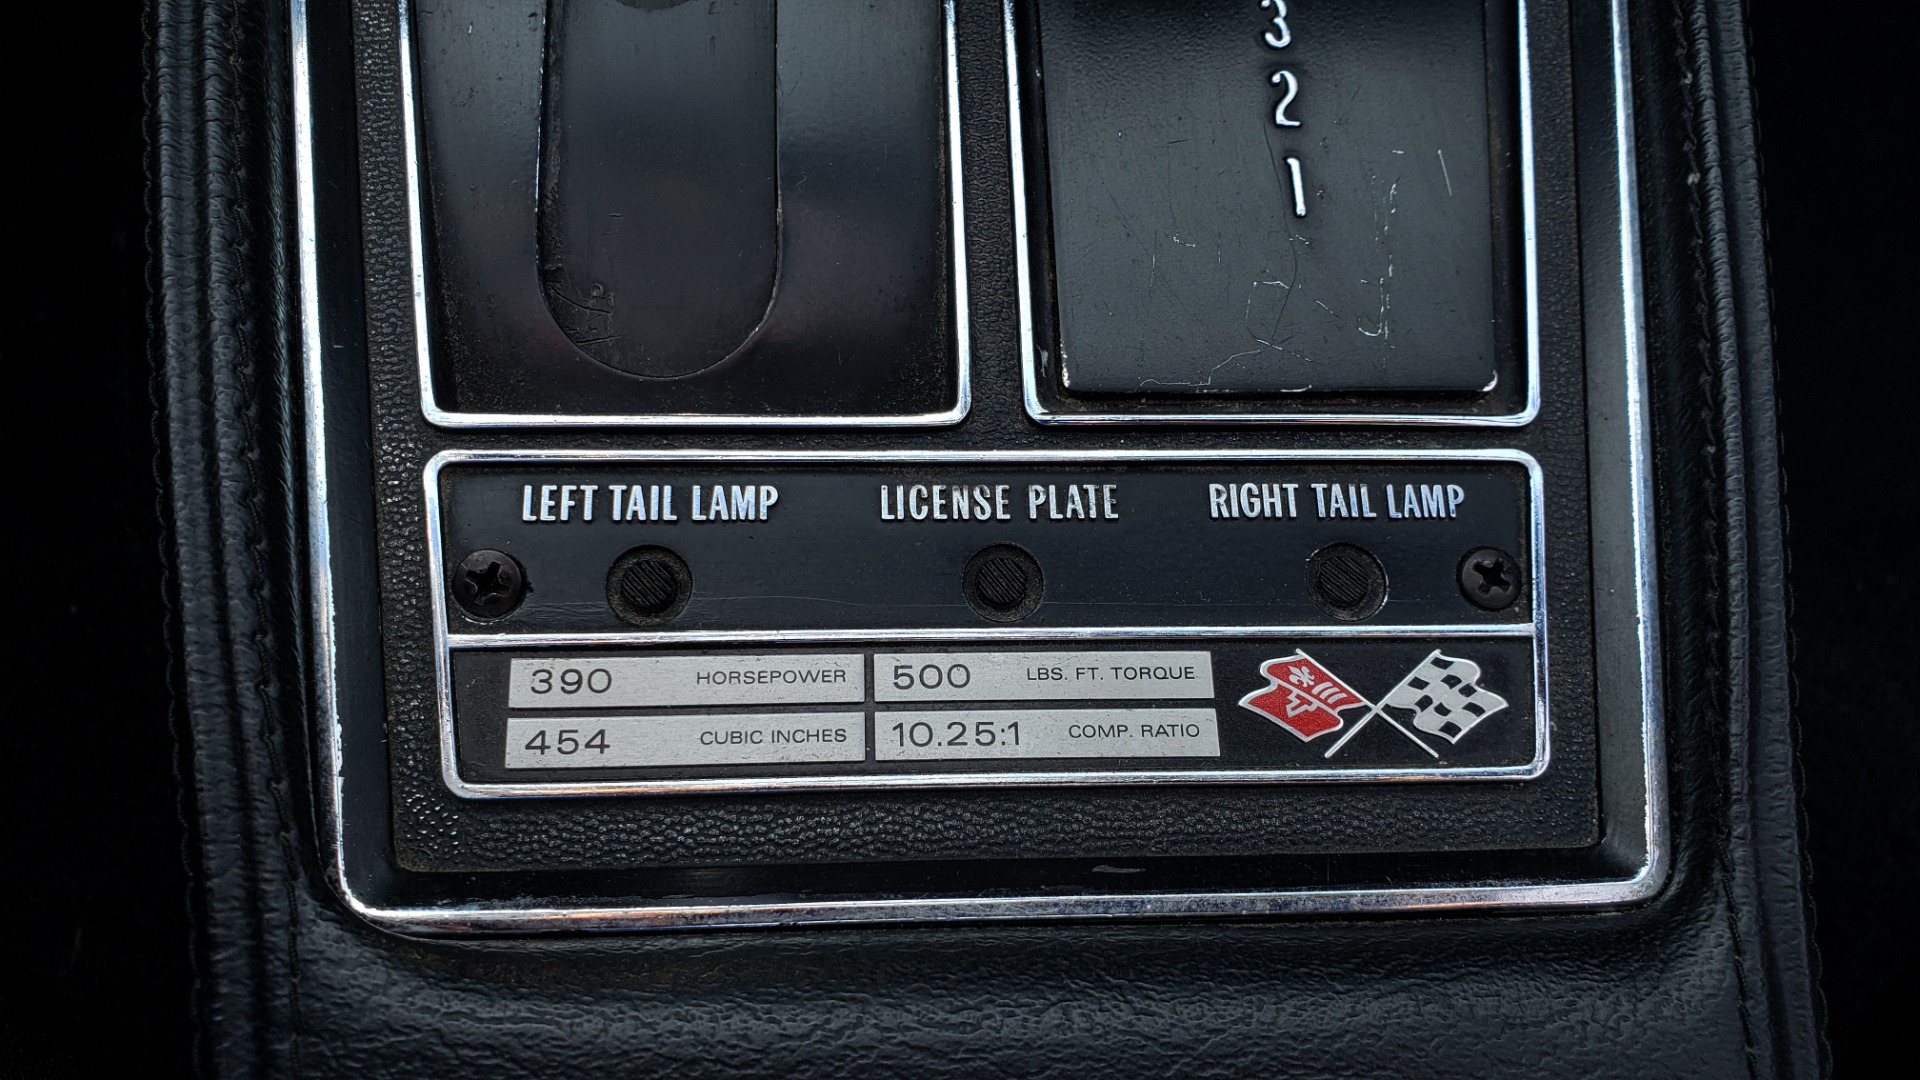 3
2
1
LEFT TAIL LAMP LICENSE PLATE RIGHT TAIL LAMP
390 HORSEPOWER 500 LBS. FT. TORQUE
454 CUBIC INCHES 10.25:1 COMP. RATIO